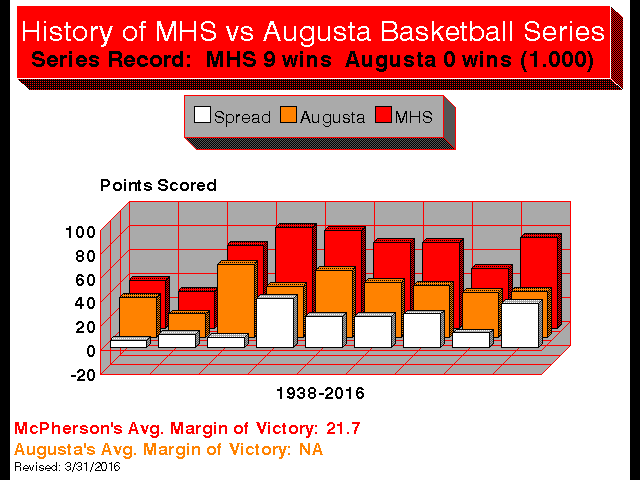 History of MHS vs Augusta Basketball Series
Series Record: MHS 9 wins Augusta 0 wins (1.000)
Spread Augusta MHS
Points Scored
100
80
60
40
20
0
-20
1938-2016
McPherson's Avg. Margin of Victory: 21.7
Augusta's Avg. Margin of Victory: NA
Revised: 3/31/2016